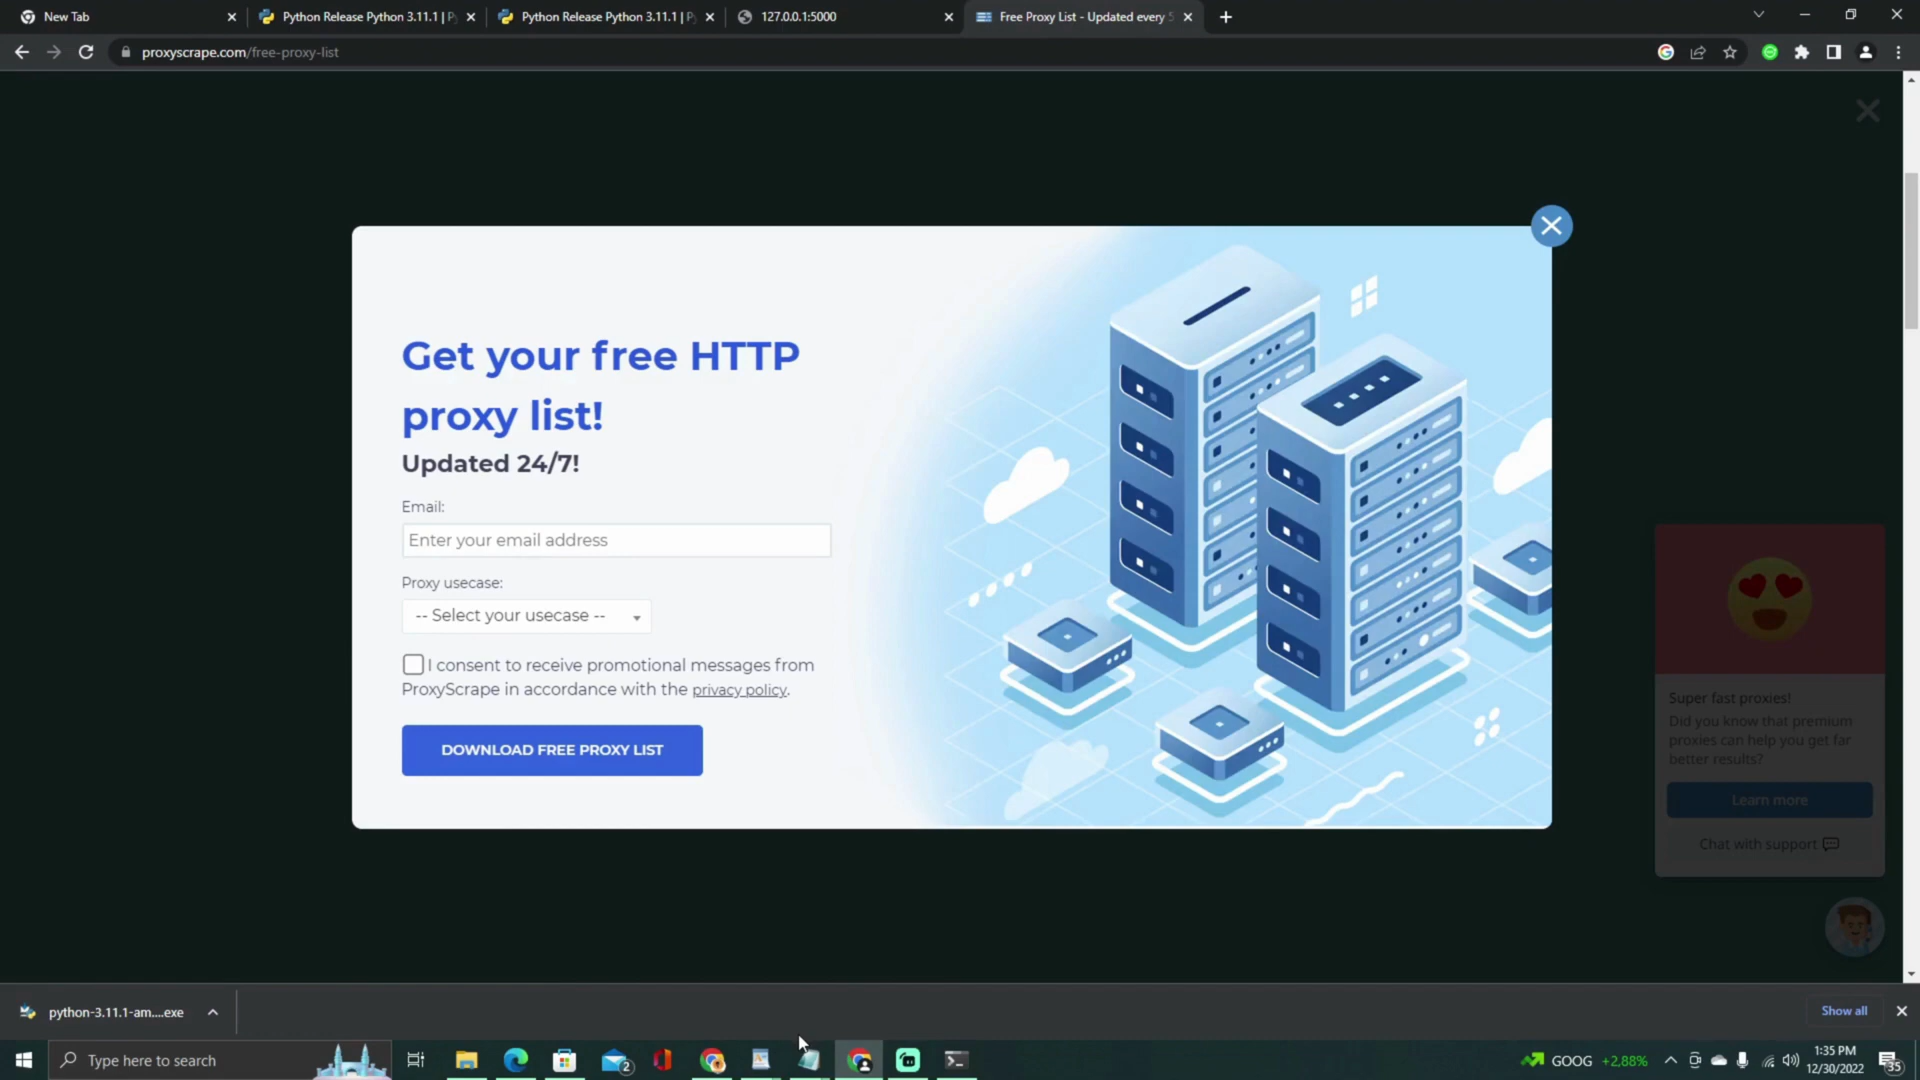 New Tab
Python Release Python 3.11.1 | P
Python Release Python 3.11.1 | P
127.0.0.1:5000
Free Proxy List - Updated every 5
proxyscrape.com/free-proxy-list
Get your free HTTP
proxy list!
Updated 24/7!
Email:
Enter your email address
Proxy usecase:
-- Select your usecase --
I consent to receive promotional messages from
ProxyScrape in accordance with the privacy policy.
DOWNLOAD FREE PROXY LIST
Super fast proxies!
Did you know that premium
proxies can help you get far
better results?
Learn more
Chat with support
python-3.11.1-am....exe
Show all
Type here to search
2
GOOG +2.88%
1:35 PM
12/30/2022
35